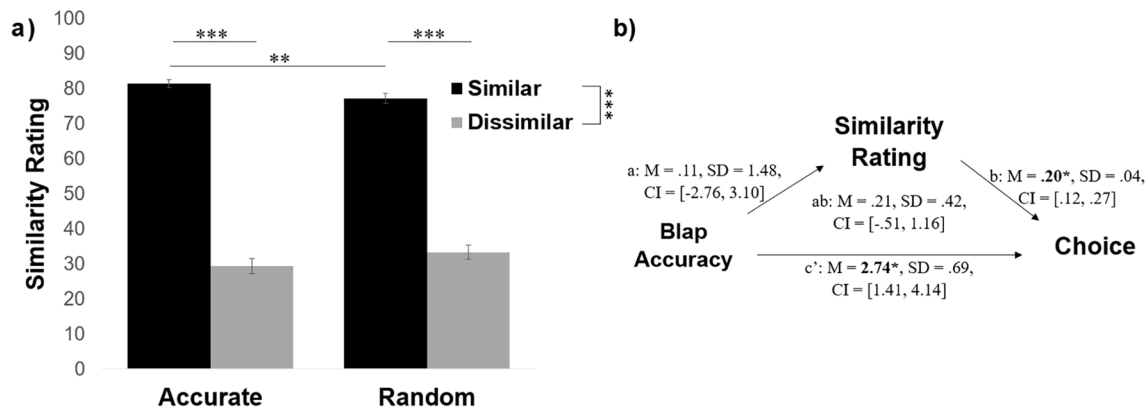 a)
Similarity Rating
100
90
80
70
60
50
40
30
20
10
0
***
***
**
Similar
Dissimilar
***
Accurate
Random
b)
Similarity
Rating
a: M = .11, SD = 1.48,
CI = [-2.76, 3.10]
b: M = .20*, SD = .04,
CI = [.12, .27]
ab: M = .21, SD = .42,
CI = [-.51, 1.16]
Blap
Accuracy
Choice
c’: M = 2.74*, SD = .69,
CI = [1.41, 4.14]